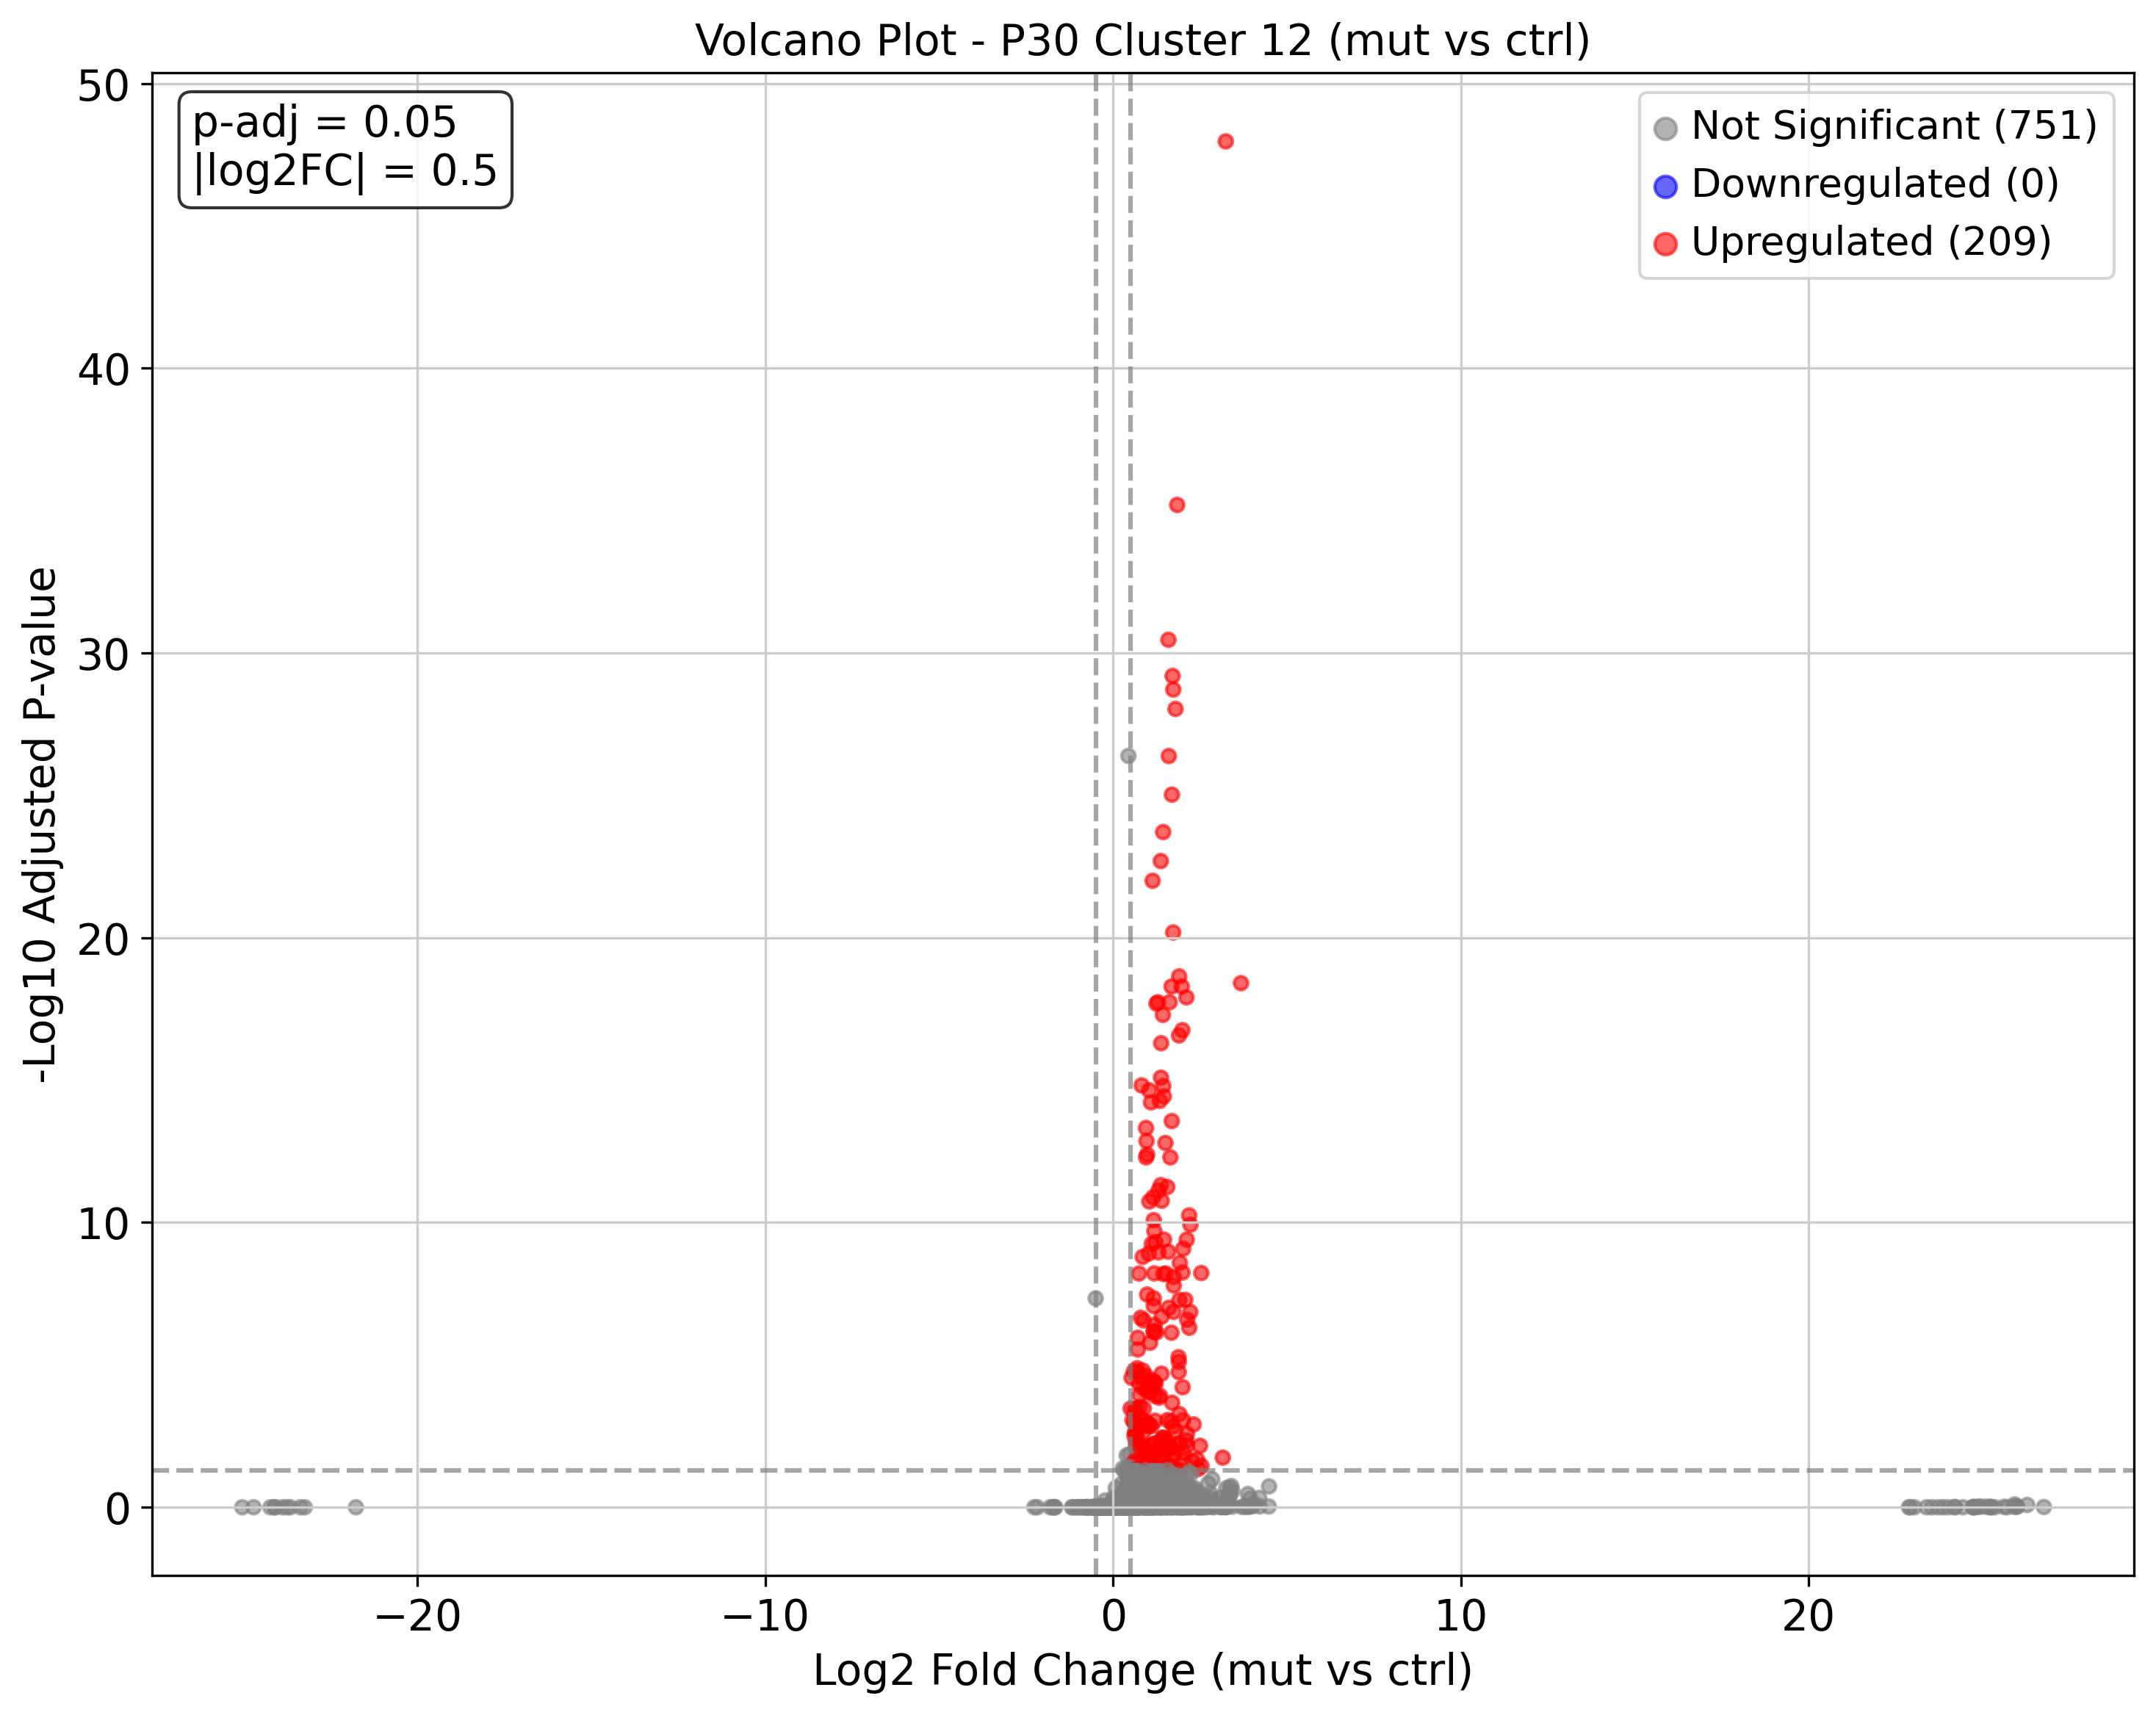 Volcano Plot - P30 Cluster 12 (mut vs ctrl)
p-adj = 0.05
|log2FC| = 0.5
Not Significant (751)
Downregulated (0)
Upregulated (209)
-Log10 Adjusted P-value
50
40
30
20
10
0
−20
−10
0
10
20
Log2 Fold Change (mut vs ctrl)